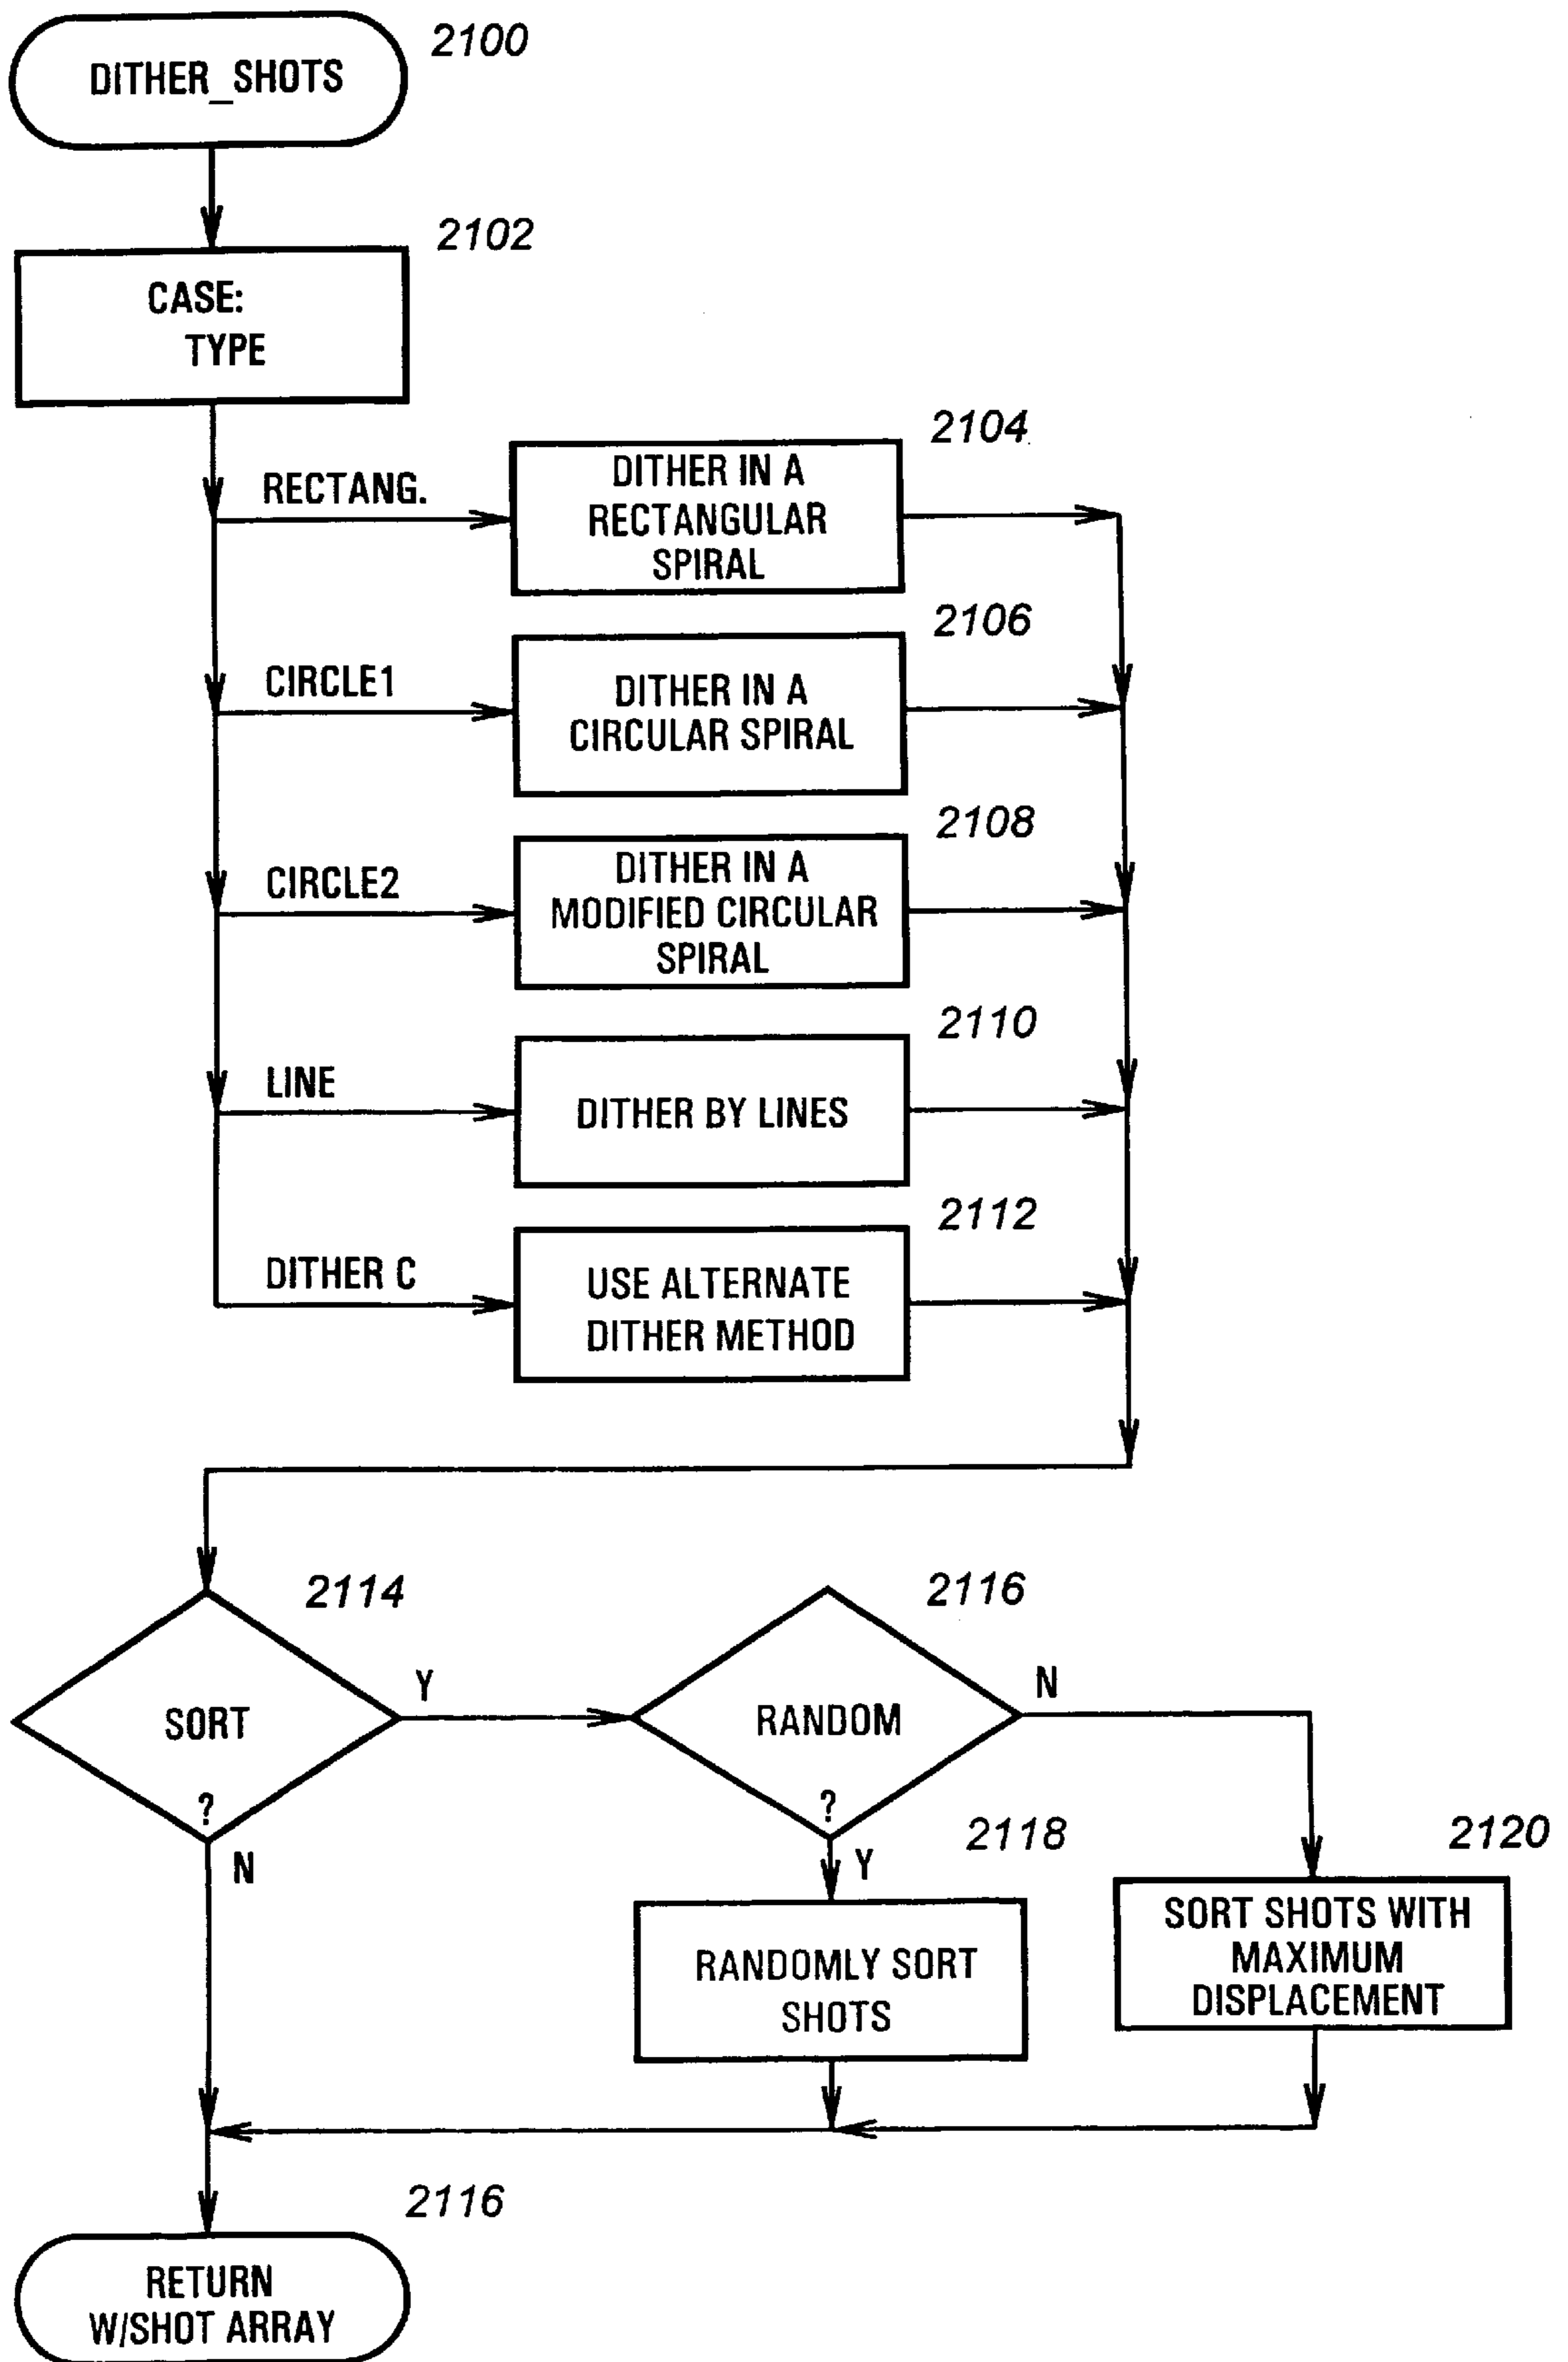 2100
DITHER_SHOTS
2102
CASE:
TYPE
2104
RECTANG.
DITHER IN A
RECTANGULAR
SPIRAL
2106
CIRCLE1
DITHER IN A
CIRCULAR SPIRAL
2108
CIRCLE2
DITHER IN A
MODIFIED CIRCULAR
SPIRAL
2110
LINE
DITHER BY LINES
2112
DITHER C
USE ALTERNATE
DITHER METHOD
2114
SORT
?
Y
N
2116
RANDOM
?
N
Y
2118
RANDOMLY SORT
SHOTS
2120
SORT SHOTS WITH
MAXIMUM
DISPLACEMENT
2116
RETURN
W/SHOT ARRAY